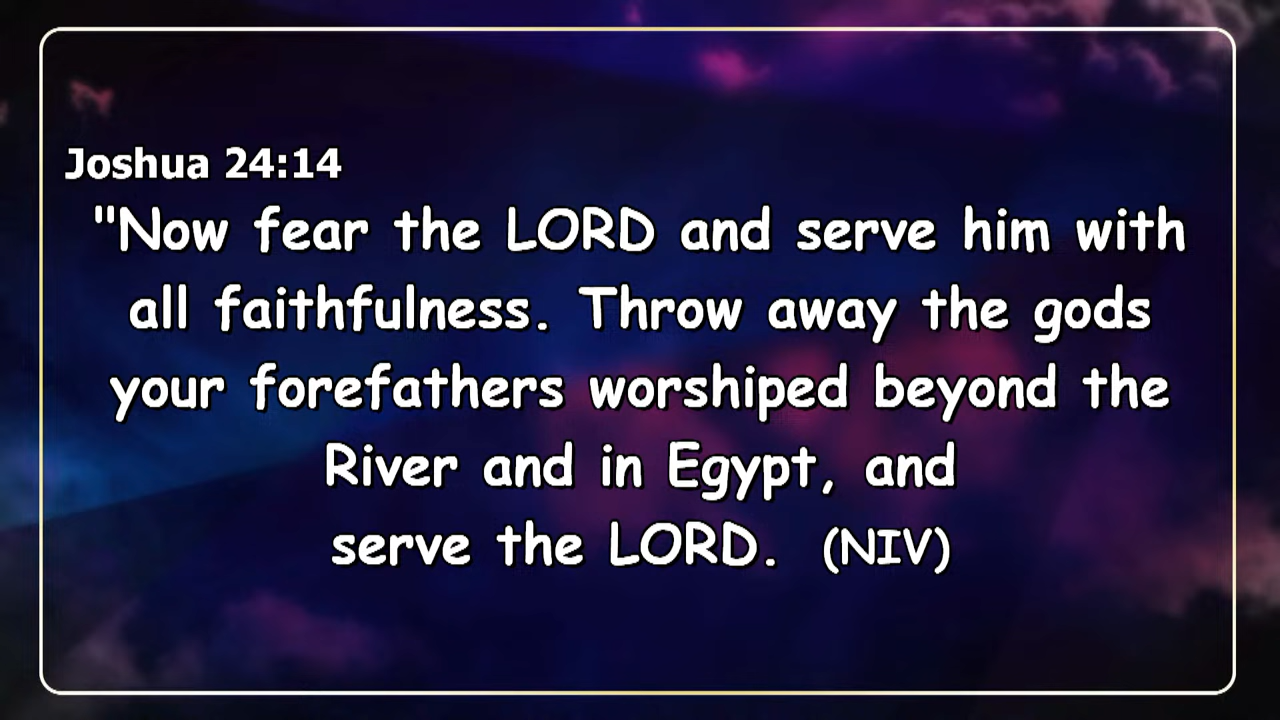 Joshua 24:14
"Now fear the LORD and serve him with
all faithfulness. Throw away the gods
your forefathers worshiped beyond the
River and in Egypt, and
serve the LORD. (NIV)